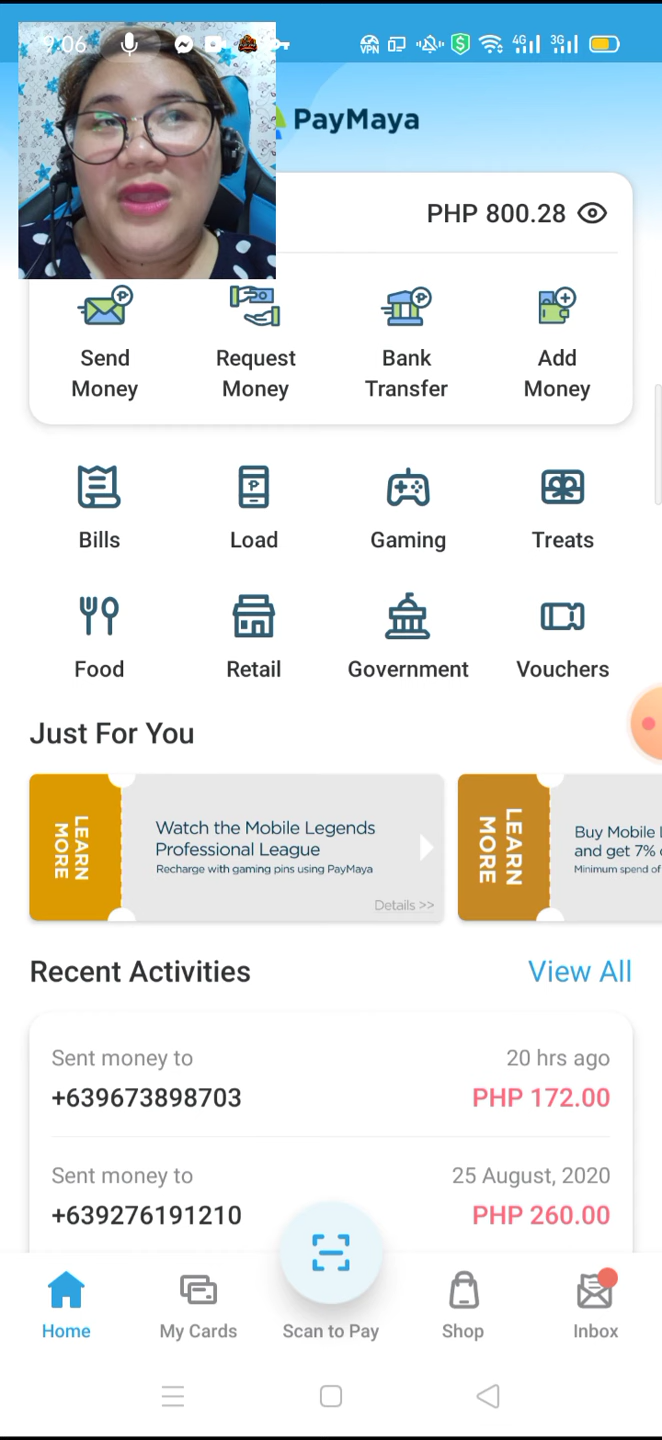 9:06
VPN
4G
3G
PayMaya
PHP 800.28
Send
Money
Request
Money
Bank
Transfer
Add
Money
Bills
Load
Gaming
Treats
Food
Retail
Government
Vouchers
Just For You
LEARN
MORE
Watch the Mobile Legends
Professional League
Recharge with gaming pins using PayMaya
Details >>
LEARN
MORE
Buy Mobile
and get 7%
Minimum spend of
Recent Activities
View All
Sent money to
20 hrs ago
+639673898703
PHP 172.00
Sent money to
25 August, 2020
+639276191210
PHP 260.00
Home
My Cards
Scan to Pay
Shop
Inbox